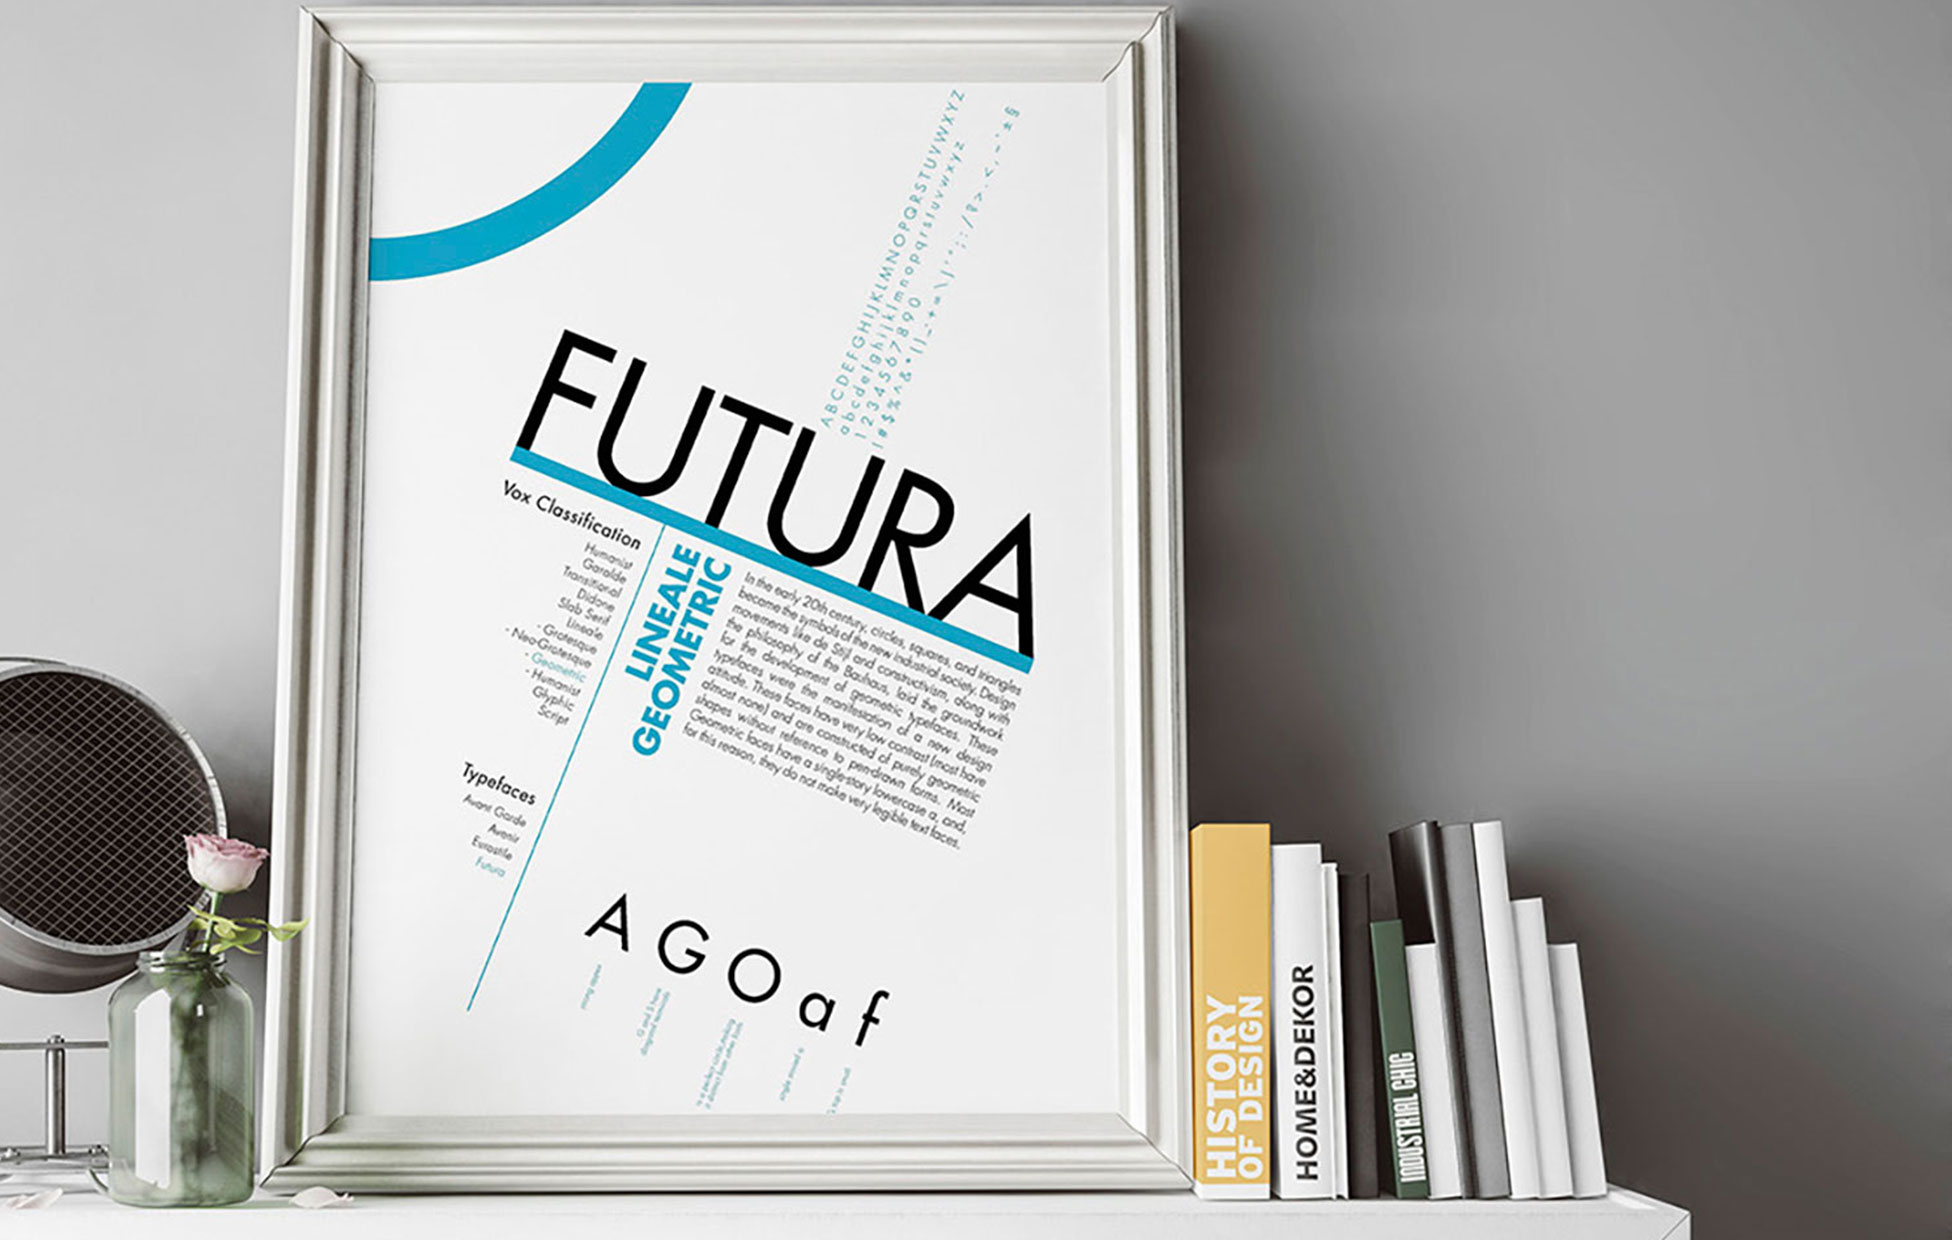 ABCDEFGHIJKLMNOPQRSTUVWXYZ
abcdefghijklmnopqrstuvwxyz
1234567890
FUTURA
Vox Classification
Humanist
Garalde
Transitional
Didone
Slab Serif
Lineale
- Grotesque
- Neo-Grotesque
- Geometric
- Humanist
Glyphic
Script
LINEALE
GEOMETRIC
In the early 20th century, circles, squares, and triangles
became the symbols of the new industrial society. Design
movements like de Stijl and constructivism, along with
the philosophy of the Bauhaus, laid the groundwork
for the development of geometric typefaces. These
typefaces were the manifestation of a new design
attitude. These faces have very low contrast (most have
almost none) and are constructed of purely geometric
shapes without reference to pen-drawn forms. Most
Geometric faces have a single-story lowercase a, and,
for this reason, they do not make very legible text faces.
Typefaces
Avant Garde
Avenir
Eurostile
Futura
A G O a f
strong apexes
G and S have
diagonal terminals
HISTORY
OF DESIGN
HOME&DEKOR
INDUSTRIAL CHIC